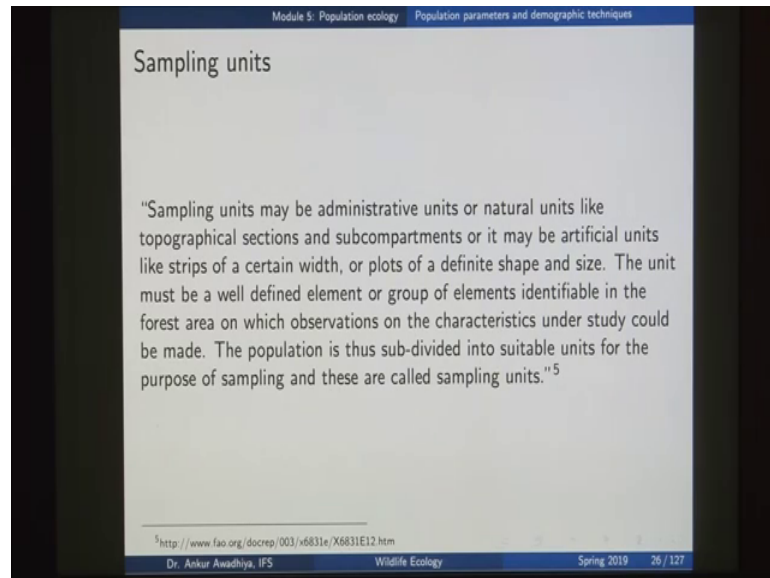 Module 5: Population ecology Population parameters and demographic techniques
Sampling units
"Sampling units may be administrative units or natural units like
topographical sections and subcompartments or it may be artificial units
like strips of a certain width, or plots of a definite shape and size. The unit
must be a well defined element or group of elements identifiable in the
forest area on which observations on the characteristics under study could
be made. The population is thus sub-divided into suitable units for the
purpose of sampling and these are called sampling units."5
5http://www.fao.org/docrep/003/x6831e/X6831E12.htm
Dr. Ankur Awadhiya, IFS Wildlife Ecology Spring 2019 26 / 127